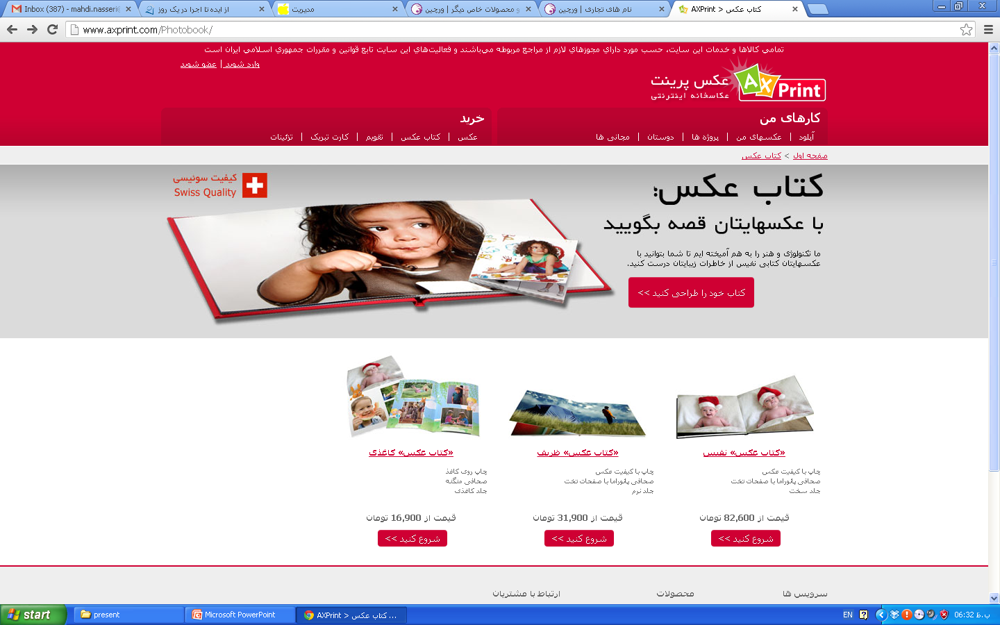 Inbox (387) - mahdi.nasseri@
از ایده تا اجرا در یک روز
مدیریت
و محصولات خاص دیگر | ورچین
نام های تجاری | ورچین
AXPrint > کتاب عکس
www.axprint.com/Photobook/
تمامي كالاها و خدمات اين سايت، حسب مورد داراي مجوزهاي لازم از مراجع مربوطه مي‌باشند و فعاليت‌هاي اين سايت تابع قوانين و مقررات جمهوري اسلامي ايران است
وارد شوید | عضو شوید
AXPrint
عکس پرینت
عکاسخانه اینترنتی
کارهای من
آپلود | عکسهای من | پروژه ها | دوستان | مجانی ها
خرید
عکس | کتاب عکس | تقویم | کارت تبریک | تزئینات
صفحه اول > کتاب عکس
کیفیت سوئیسی
Swiss Quality
کتاب عکس؛
با عکسهایتان قصه بگویید
ما تکنولوژی و هنر را به هم آمیخته ایم تا شما بتوانید با
عکسهایتان کتابی نفیس از خاطرات زیبایتان درست کنید.
کتاب خود را طراحی کنید >>
«کتاب عکس» نفیس
چاپ با کیفیت عکس
صحافی پانوراما با صفحات تخت
جلد سخت
قیمت از 82,600 تومان
شروع کنید >>
«کتاب عکس» ظریف
چاپ با کیفیت عکس
صحافی پانوراما با صفحات تخت
جلد نرم
قیمت از 31,900 تومان
شروع کنید >>
«کتاب عکس» کاغذی
چاپ روی کاغذ
صحافی منگنه
جلد کاغذی
قیمت از 16,900 تومان
شروع کنید >>
سرویس ها
محصولات
ارتباط با مشتریان
start
present
Microsoft PowerPoint
AXPrint > کتاب عکس ...
EN
06:32 ب.ظ